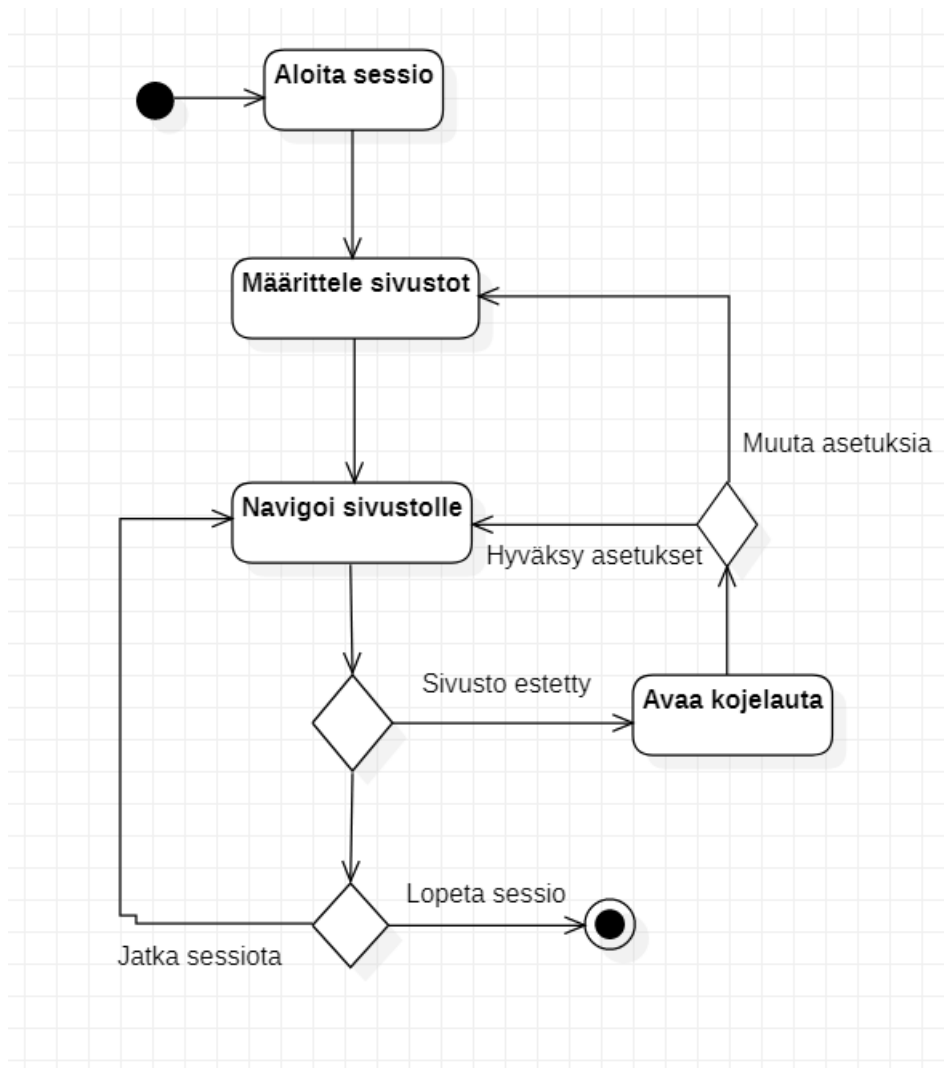 Aloita sessio
Määrittele sivustot
Muuta asetuksia
Navigoi sivustolle
Hyväksy asetukset
Sivusto estetty
Avaa kojelauta
Lopeta sessio
Jatka sessiota